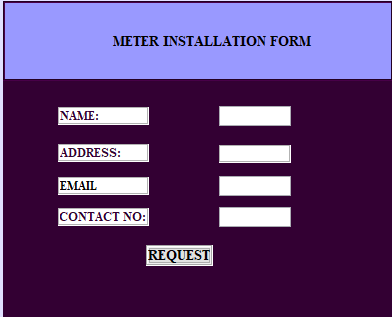 METER INSTALLATION FORM
NAME:
ADDRESS:
EMAIL
CONTACT NO:
REQUEST